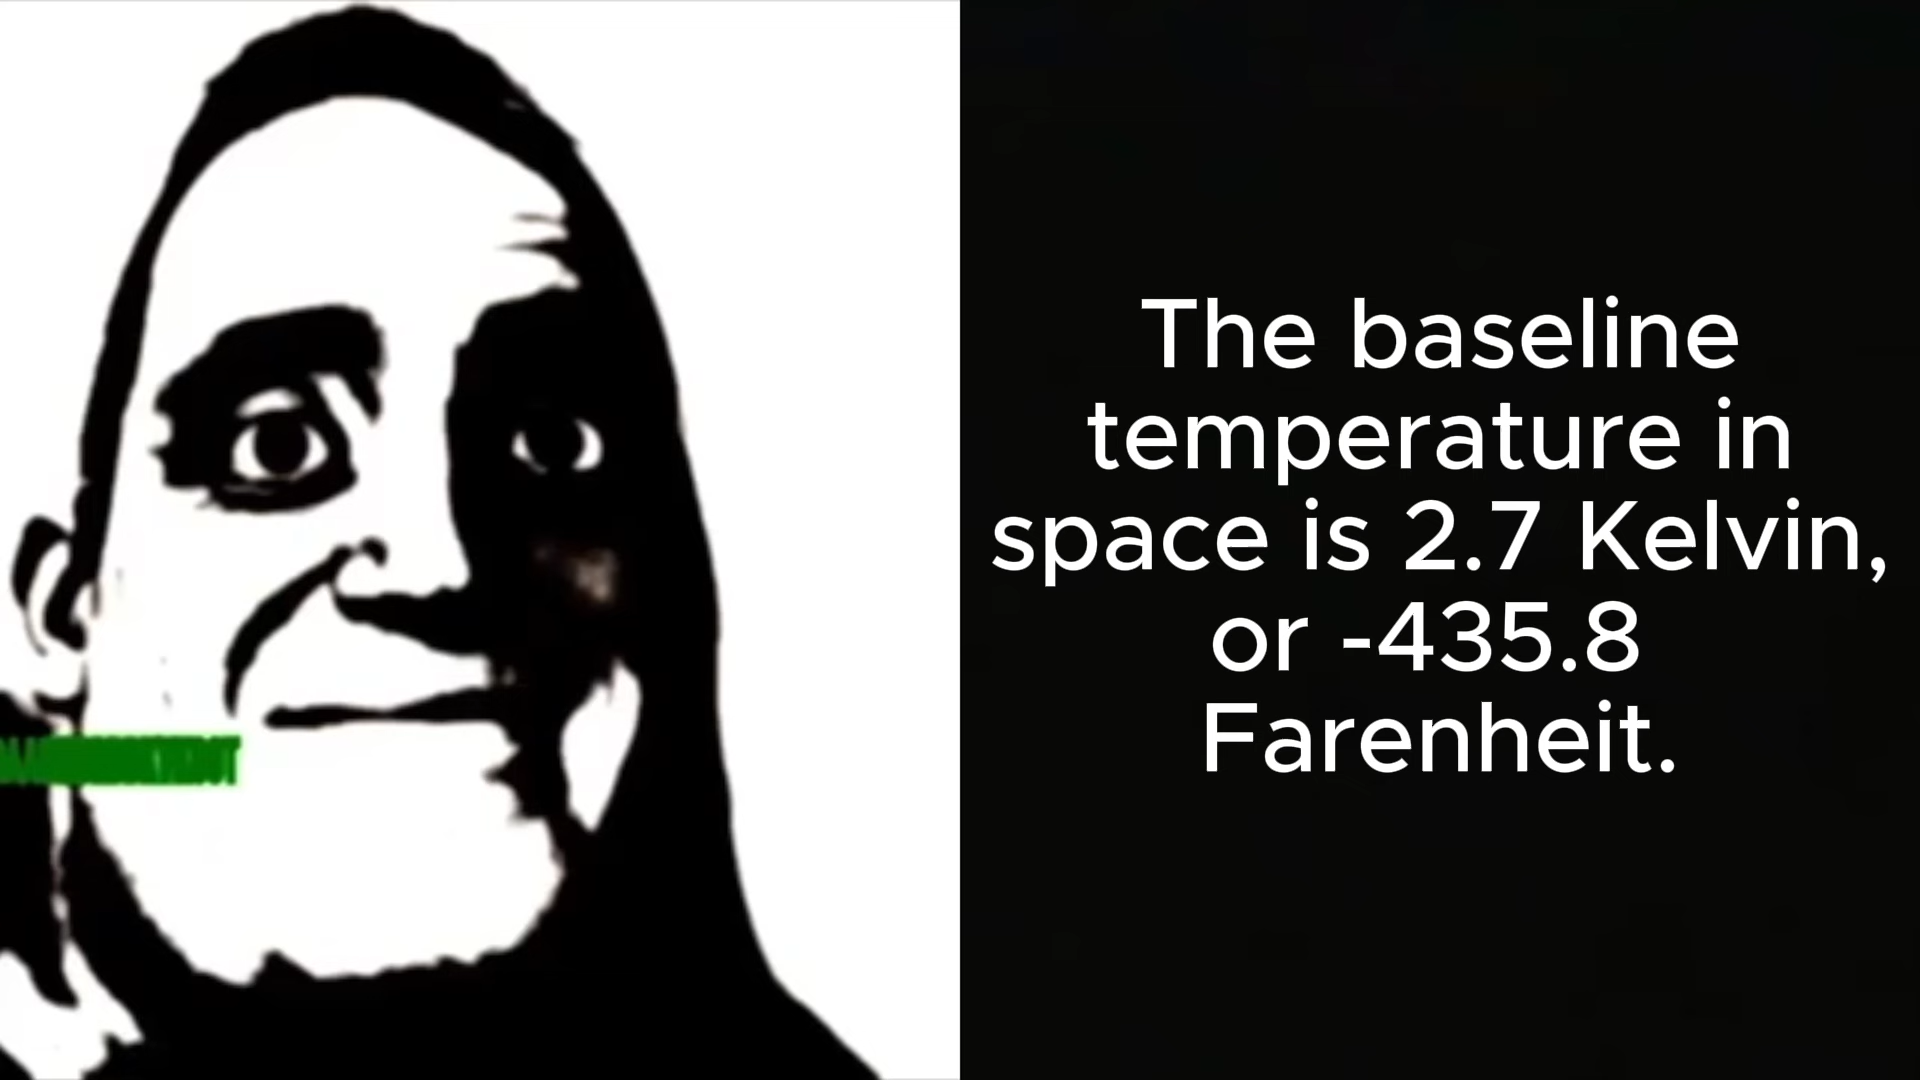 The baseline
temperature in
space is 2.7 Kelvin,
or -435.8
Farenheit.